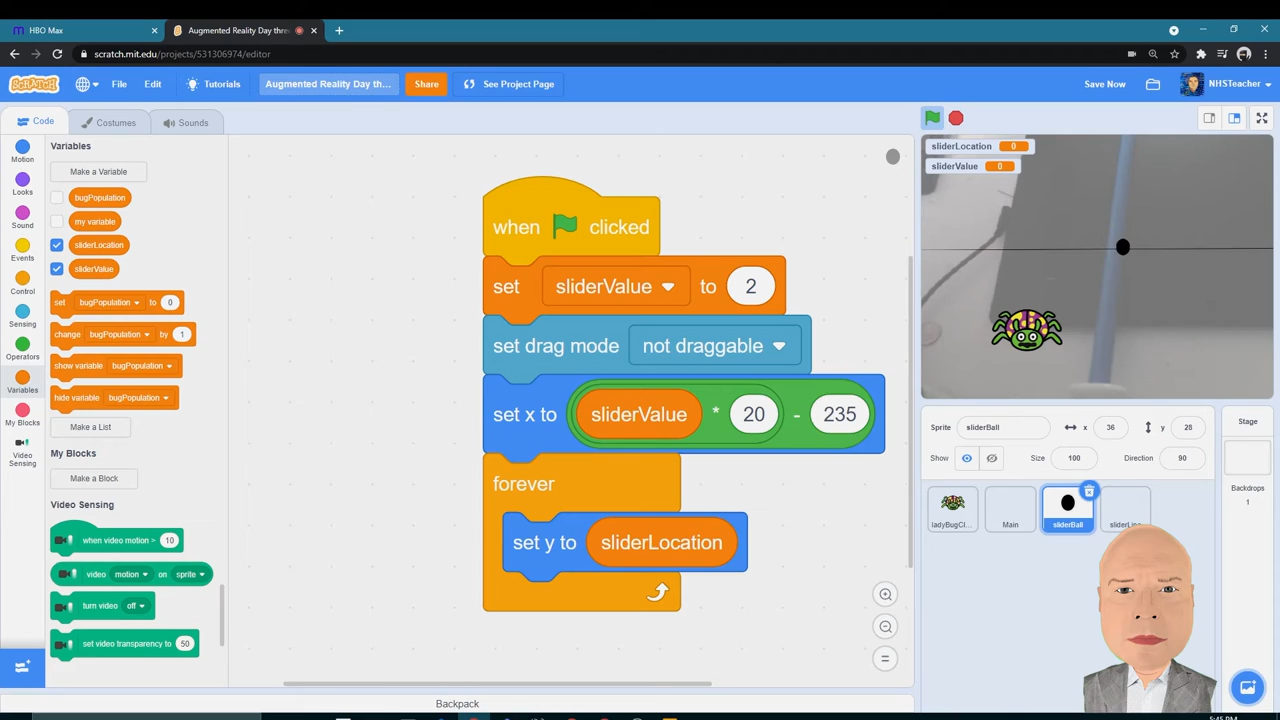 HBO Max
Augmented Reality Day three
scratch.mit.edu/projects/531306974/editor
SCRATCH File Edit Tutorials Augmented Reality Day th... Share See Project Page Save Now NHSTeacher
Code Costumes Sounds
Motion
Looks
Sound
Events
Control
Sensing
Operators
Variables
My Blocks
Video
Sensing
Variables
Make a Variable
bugPopulation
my variable
sliderLocation
sliderValue
set bugPopulation to 0
change bugPopulation by 1
show variable bugPopulation
hide variable bugPopulation
Make a List
My Blocks
Make a Block
Video Sensing
when video motion > 10
video motion on sprite
turn video off
set video transparency to 50
when clicked
set sliderValue to 2
set drag mode not draggable
set x to sliderValue * 20 - 235
forever
set y to sliderLocation
Backpack
sliderLocation 0
sliderValue 0
Sprite sliderBall x 36 y 28
Show Size 100 Direction 90
ladyBugCl... Main sliderBall
Stage
Backdrops
1